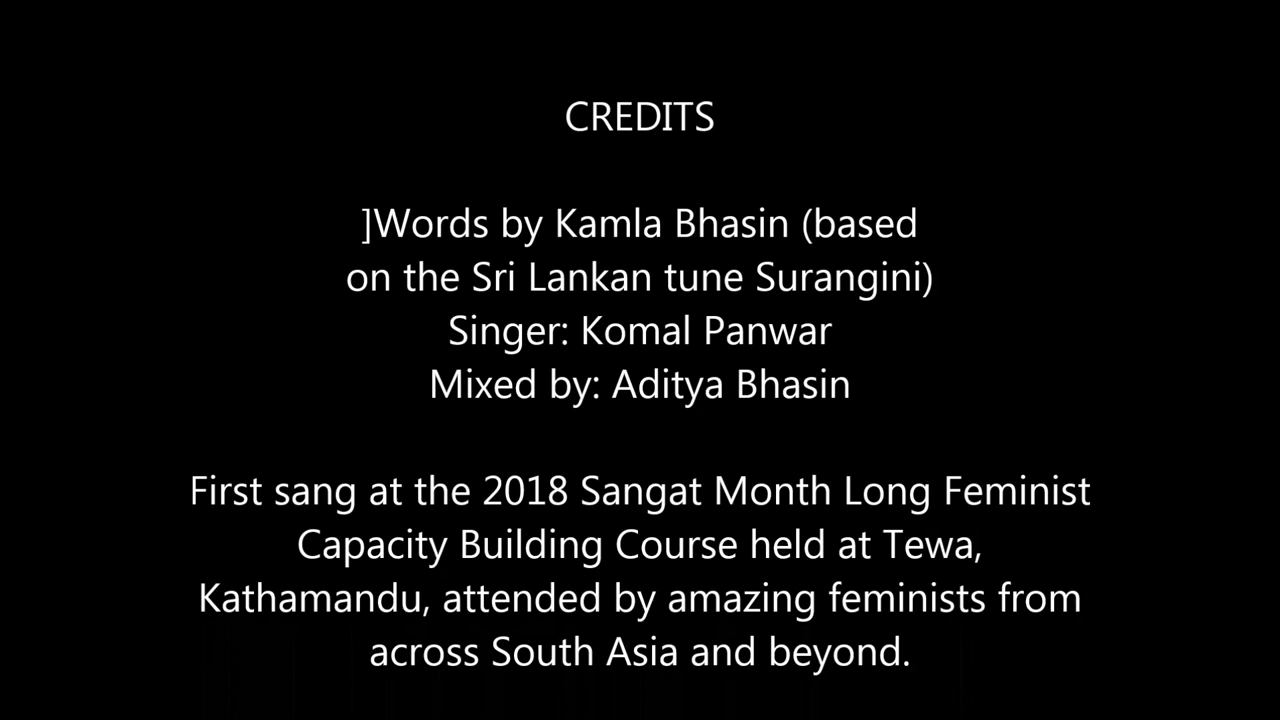 CREDITS
]Words by Kamla Bhasin (based
on the Sri Lankan tune Surangini)
Singer: Komal Panwar
Mixed by: Aditya Bhasin
First sang at the 2018 Sangat Month Long Feminist
Capacity Building Course held at Tewa,
Kathamandu, attended by amazing feminists from
across South Asia and beyond.